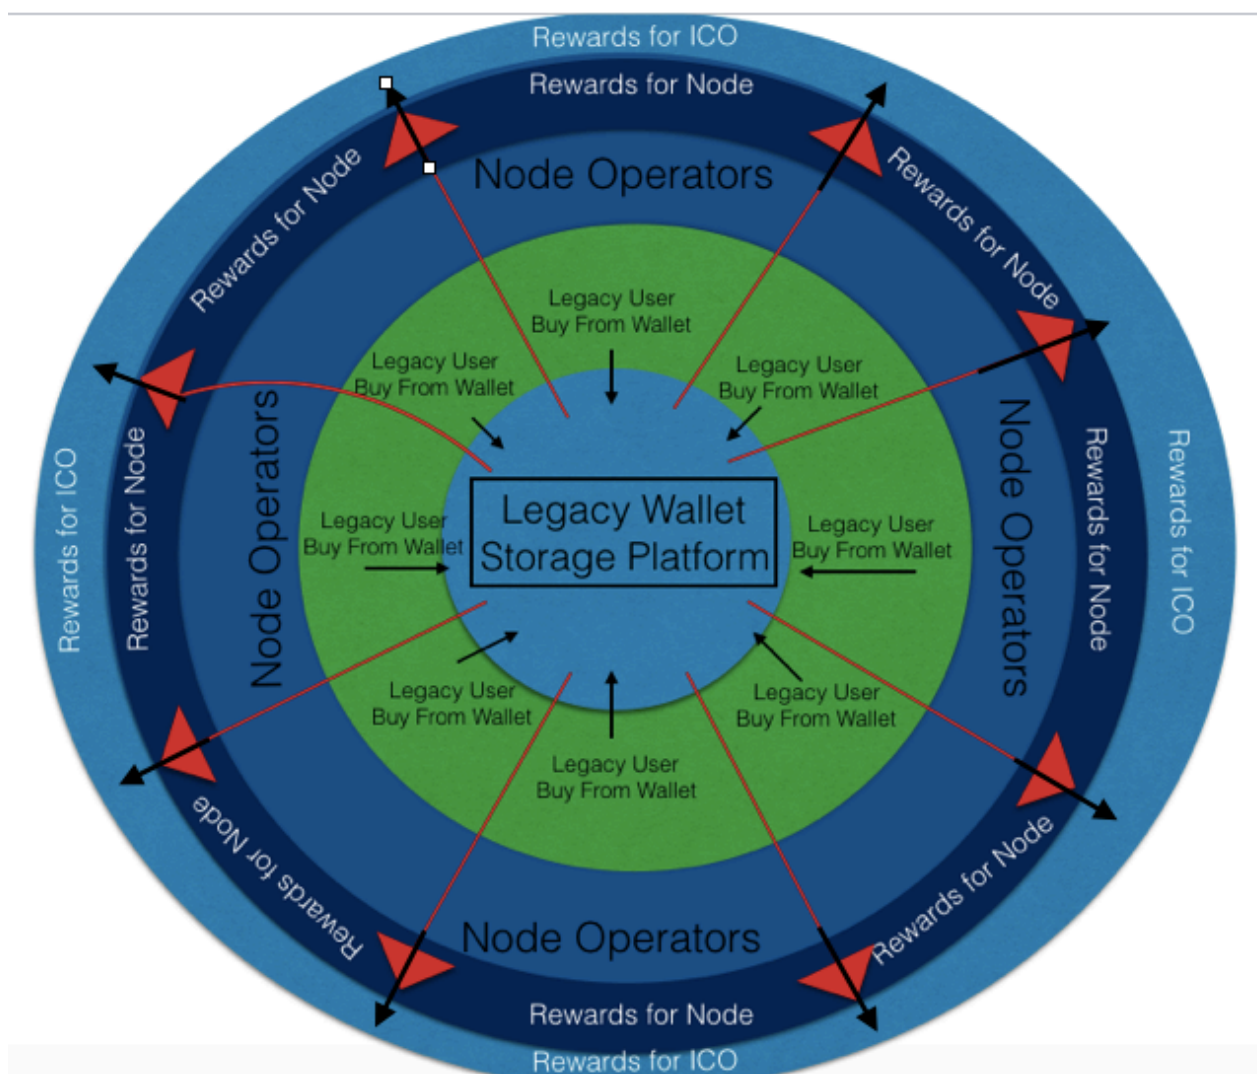 Rewards for ICO
Rewards for Node
Node Operators
Rewards for Node
Rewards for Node
Legacy User
Buy From Wallet
Legacy User
Buy From Wallet
Legacy User
Buy From Wallet
Rewards for ICO
Rewards for Node
Node Operators
Legacy User
Buy From Wallet
Legacy Wallet
Storage Platform
Legacy User
Buy From Wallet
Node Operators
Rewards for Node
Rewards for ICO
Legacy User
Buy From Wallet
Legacy User
Buy From Wallet
Legacy User
Buy From Wallet
Rewards for Node
Rewards for Node
Node Operators
Rewards for Node
Rewards for ICO